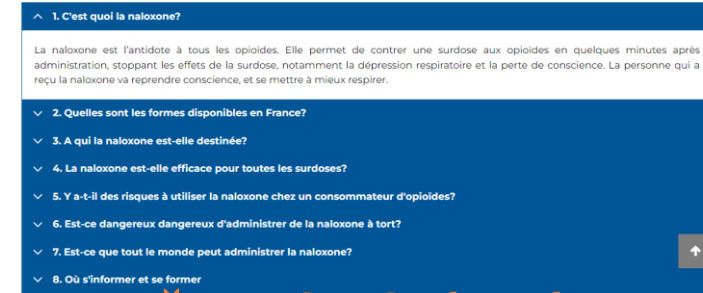 1. C'est quoi la naloxone?
La naloxone est l'antidote à tous les opioïdes. Elle permet de contrer une surdose aux opioïdes en quelques minutes après
administration, stoppant les effets de la surdose, notamment la dépression respiratoire et la perte de conscience. La personne qui a
reçu la naloxone va reprendre conscience, et se mettre à mieux respirer.
2. Quelles sont les formes disponibles en France?
3. A qui la naloxone est-elle destinée?
4. La naloxone est-elle efficace pour toutes les surdoses?
5. Y a-t-il des risques à utiliser la naloxone chez un consommateur d'opioïdes?
6. Est-ce dangereux dangereux d'administrer de la naloxone à tort?
7. Est-ce que tout le monde peut administrer la naloxone?
8. Où s'informer et se former